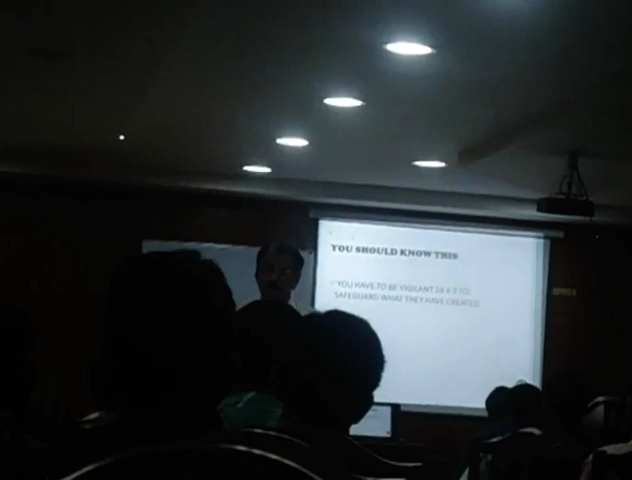 YOU SHOULD KNOW THIS
YOU HAVE TO BE VIGILANT 24 X 7 TO
SAFEGUARD WHAT THEY HAVE CREATED